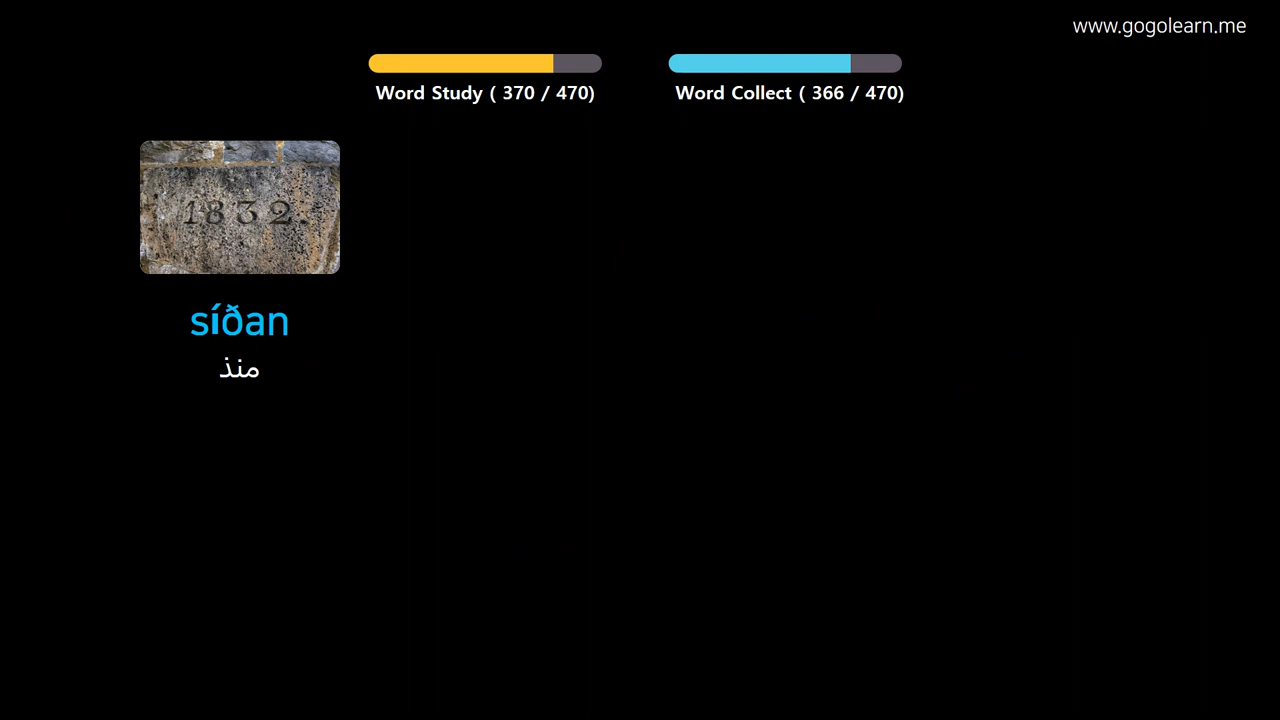 www.gogolearn.me
Word Study ( 370 / 470)
Word Collect ( 366 / 470)
1832.
síðan
منذ